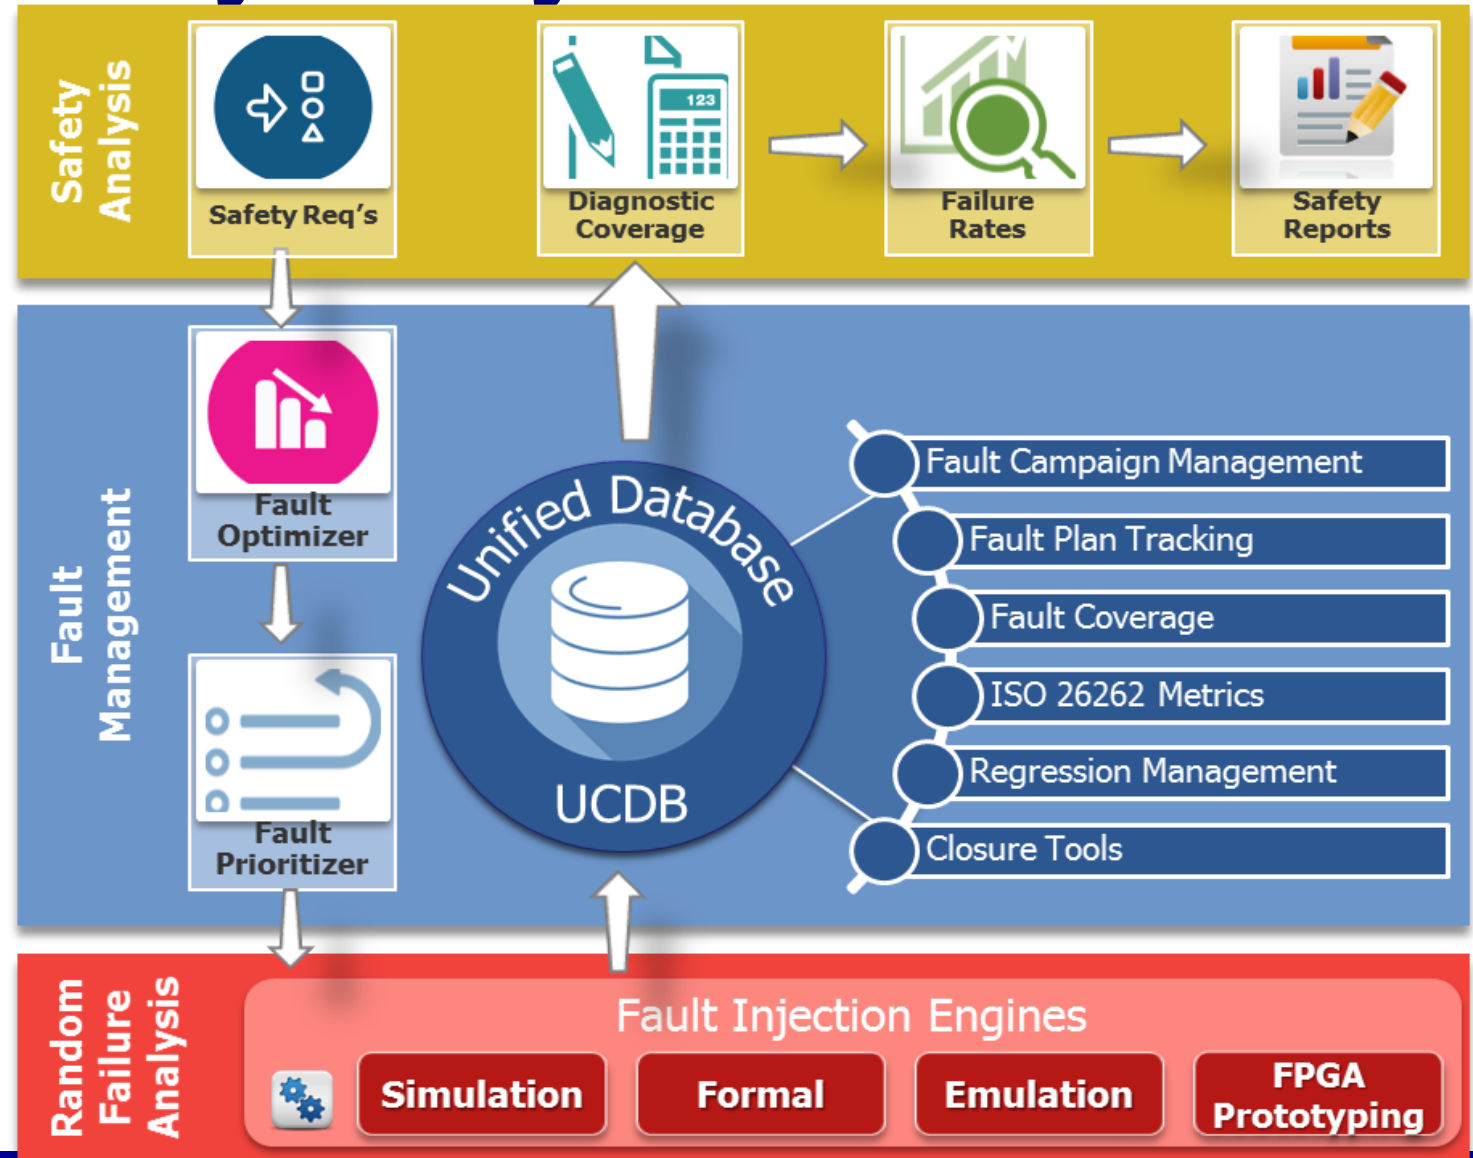 Safety
Analysis
Safety Req's
123
Diagnostic
Coverage
Failure
Rates
Safety
Reports
Fault
Management
Fault
Optimizer
Fault
Prioritizer
Unified Database
UCDB
Fault Campaign Management
Fault Plan Tracking
Fault Coverage
ISO 26262 Metrics
Regression Management
Closure Tools
Random
Failure
Analysis
Fault Injection Engines
Simulation
Formal
Emulation
FPGA
Prototyping